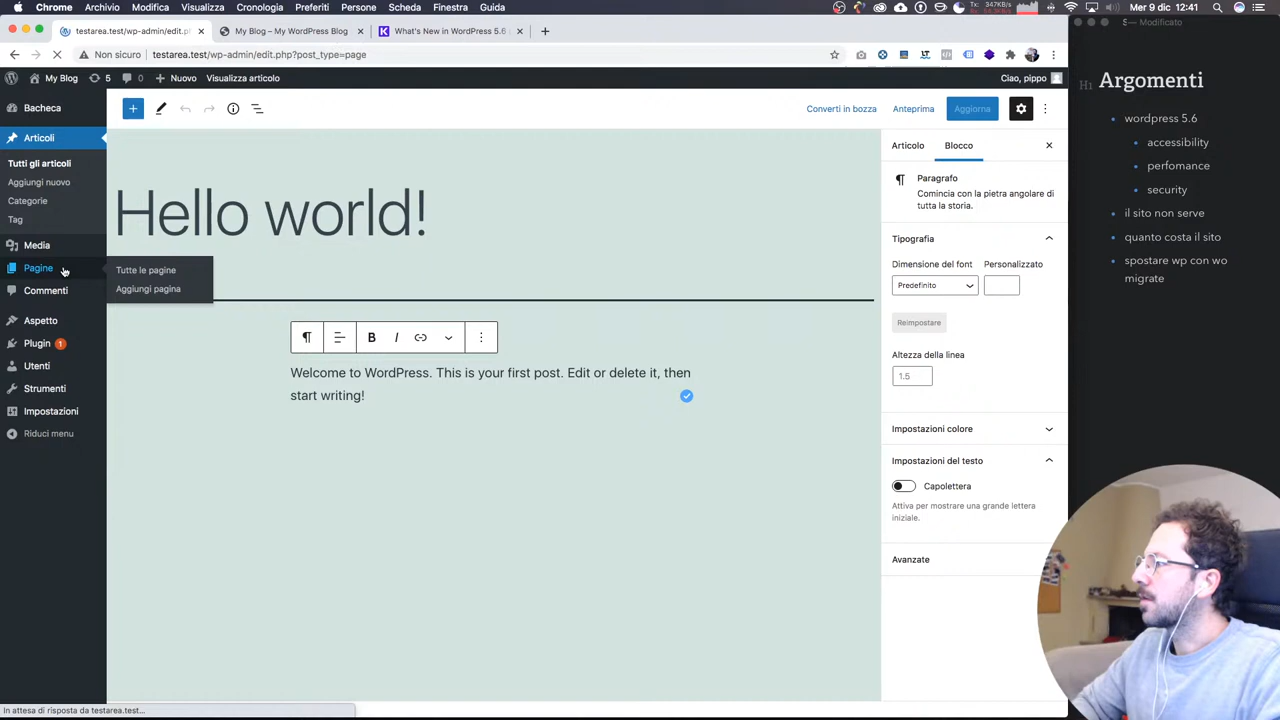 Chrome Archivio Modifica Visualizza Cronologia Preferiti Persone Scheda Finestra Guida
Tx: 347KB/s
Mer 9 dic 12:41
testarea.test/wp-admin/edit.ph
My Blog – My WordPress Blog
What's New in WordPress 5.6
Modificato
Non sicuro testarea.test/wp-admin/edit.php?post_type=page
My Blog 5 0 Nuovo Visualizza articolo
Ciao, pippo
Bacheca
Articoli
Tutti gli articoli
Aggiungi nuovo
Categorie
Tag
Media
Pagine
Tutte le pagine
Aggiungi pagina
Commenti
Aspetto
Plugin 1
Utenti
Strumenti
Impostazioni
Riduci menu
Converti in bozza Anteprima Aggiorna
Hello world!
B I
Welcome to WordPress. This is your first post. Edit or delete it, then
start writing!
Articolo Blocco
Paragrafo
Comincia con la pietra angolare di
tutta la storia.
Tipografia
Dimensione del font Personalizzato
Predefinito
Reimpostare
Altezza della linea
1.5
Impostazioni colore
Impostazioni del testo
Capolettera
Attiva per mostrare una grande lettera
iniziale.
Avanzate
H1 Argomenti
wordpress 5.6
accessibility
perfomance
security
il sito non serve
quanto costa il sito
spostare wp con wo
migrate
In attesa di risposta da testarea.test...